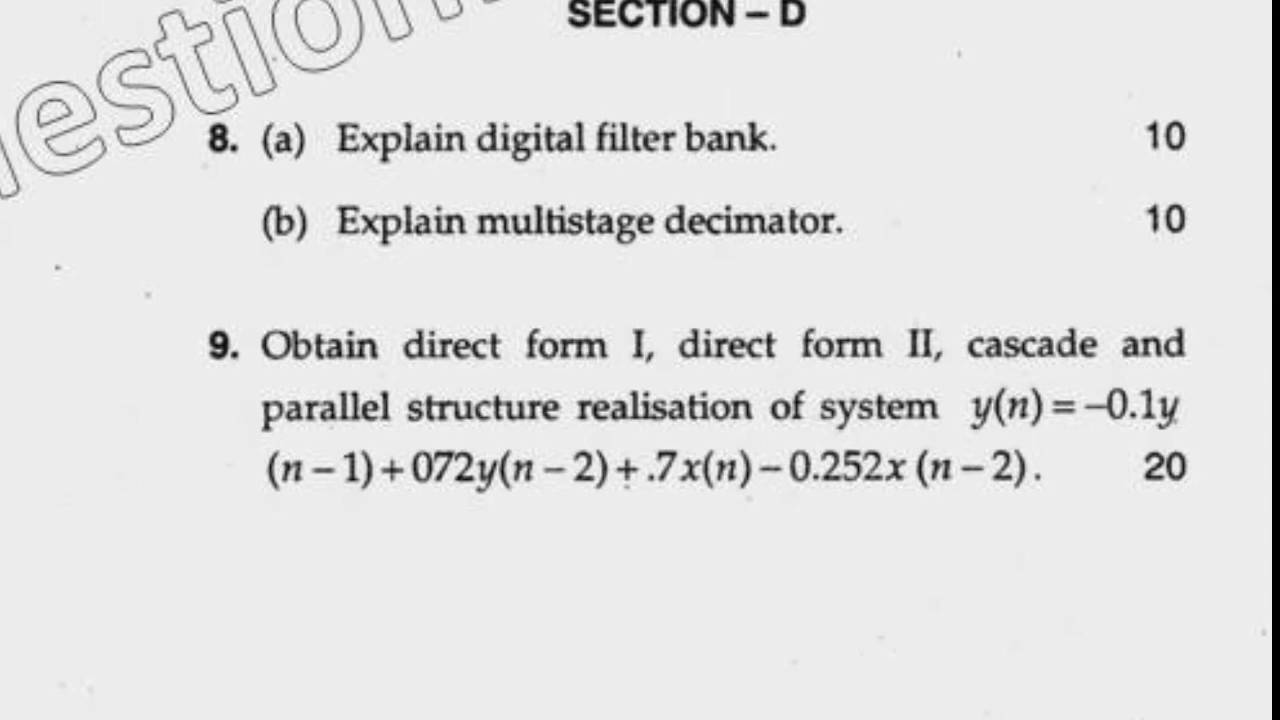 SECTION – D
estion
8. (a) Explain digital filter bank. 10
(b) Explain multistage decimator. 10
9. Obtain direct form I, direct form II, cascade and
parallel structure realisation of system y(n) = –0.1y
(n – 1) + 072y(n – 2) + .7x(n) – 0.252x (n – 2). 20